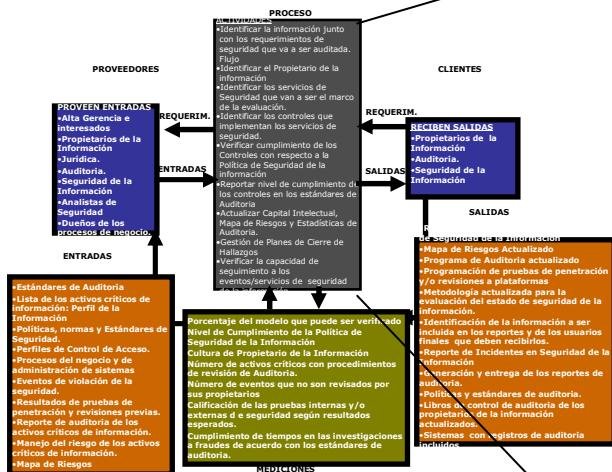 PROCESO
ACTIVIDADES
•Identificar la información junto
con los requerimientos de
seguridad que va a ser auditada.
Flujo
•Identificar el Propietario de la
información
•Identificar los servicios de
Seguridad que van a ser el marco
de la evaluación.
•Identificar los controles que
implementan los servicios de
seguridad.
•Verificar cumplimiento de los
Controles con respecto a la
Política de Seguridad de la
información
•Reportar nivel de cumplimiento de
los controles en los estándares de
Auditoria
•Actualizar Capital Intelectual,
Mapa de Riesgos y Estadísticas de
Auditoria.
•Gestión de Planes de Cierre de
Hallazgos
•Verificar la capacidad de
seguimiento a los
eventos/servicios de seguridad
de la información
PROVEEDORES
PROVEEN ENTRADAS
•Alta Gerencia e
interesados
•Propietarios de la
Información
•Jurídica.
•Auditoria.
•Seguridad de la
Información
•Analistas de
Seguridad
•Dueños de los
procesos de negocio.
REQUERIM.
ENTRADAS
CLIENTES
REQUERIM.
SALIDAS
RECIBEN SALIDAS
•Propietarios de la
Información
•Auditoria.
•Seguridad de la
Información
ENTRADAS
•Estándares de Auditoria
•Lista de los activos críticos de
información: Perfil de la
Información
•Políticas, normas y Estándares de
Seguridad.
•Perfiles de Control de Acceso.
•Procesos del negocio y de
administración de sistemas
•Eventos de violación de la
seguridad.
•Resultados de pruebas de
penetración y revisiones previas.
•Reporte de auditoria de los
activos críticos de información.
•Manejo del riesgo de los activos
críticos de información.
•Mapa de Riesgos
Porcentaje del modelo que puede ser verificado
Nivel de Cumplimiento de la Política de
Seguridad de la Información
Cultura de Propietario de la Información
Número de activos críticos con procedimientos
de revisión de Auditoria.
Número de eventos que no son revisados por
sus propietarios
Calificación de las pruebas internas y/o
externas de seguridad según resultados
esperados.
Cumplimiento de tiempos en las investigaciones
a fraudes de acuerdo con los estándares de
auditoria.
MEDICIONES
SALIDAS
de Seguridad de la Información
•Mapa de Riesgos Actualizado
•Programa de Auditoria actualizado
•Programación de pruebas de penetración
y/o revisiones a plataformas
•Metodología actualizada para la
evaluación del estado de seguridad de la
información.
•Identificación de la información a ser
incluida en los reportes y de los usuarios
finales que deben recibirlos.
•Reporte de Incidentes en Seguridad de la
Información
•Generación y entrega de los reportes de
auditoria.
•Políticas y estándares de auditoria.
•Libros de control de auditoria de los
propietarios de la información
actualizados.
•Sistemas con registros de auditoria
incluidos